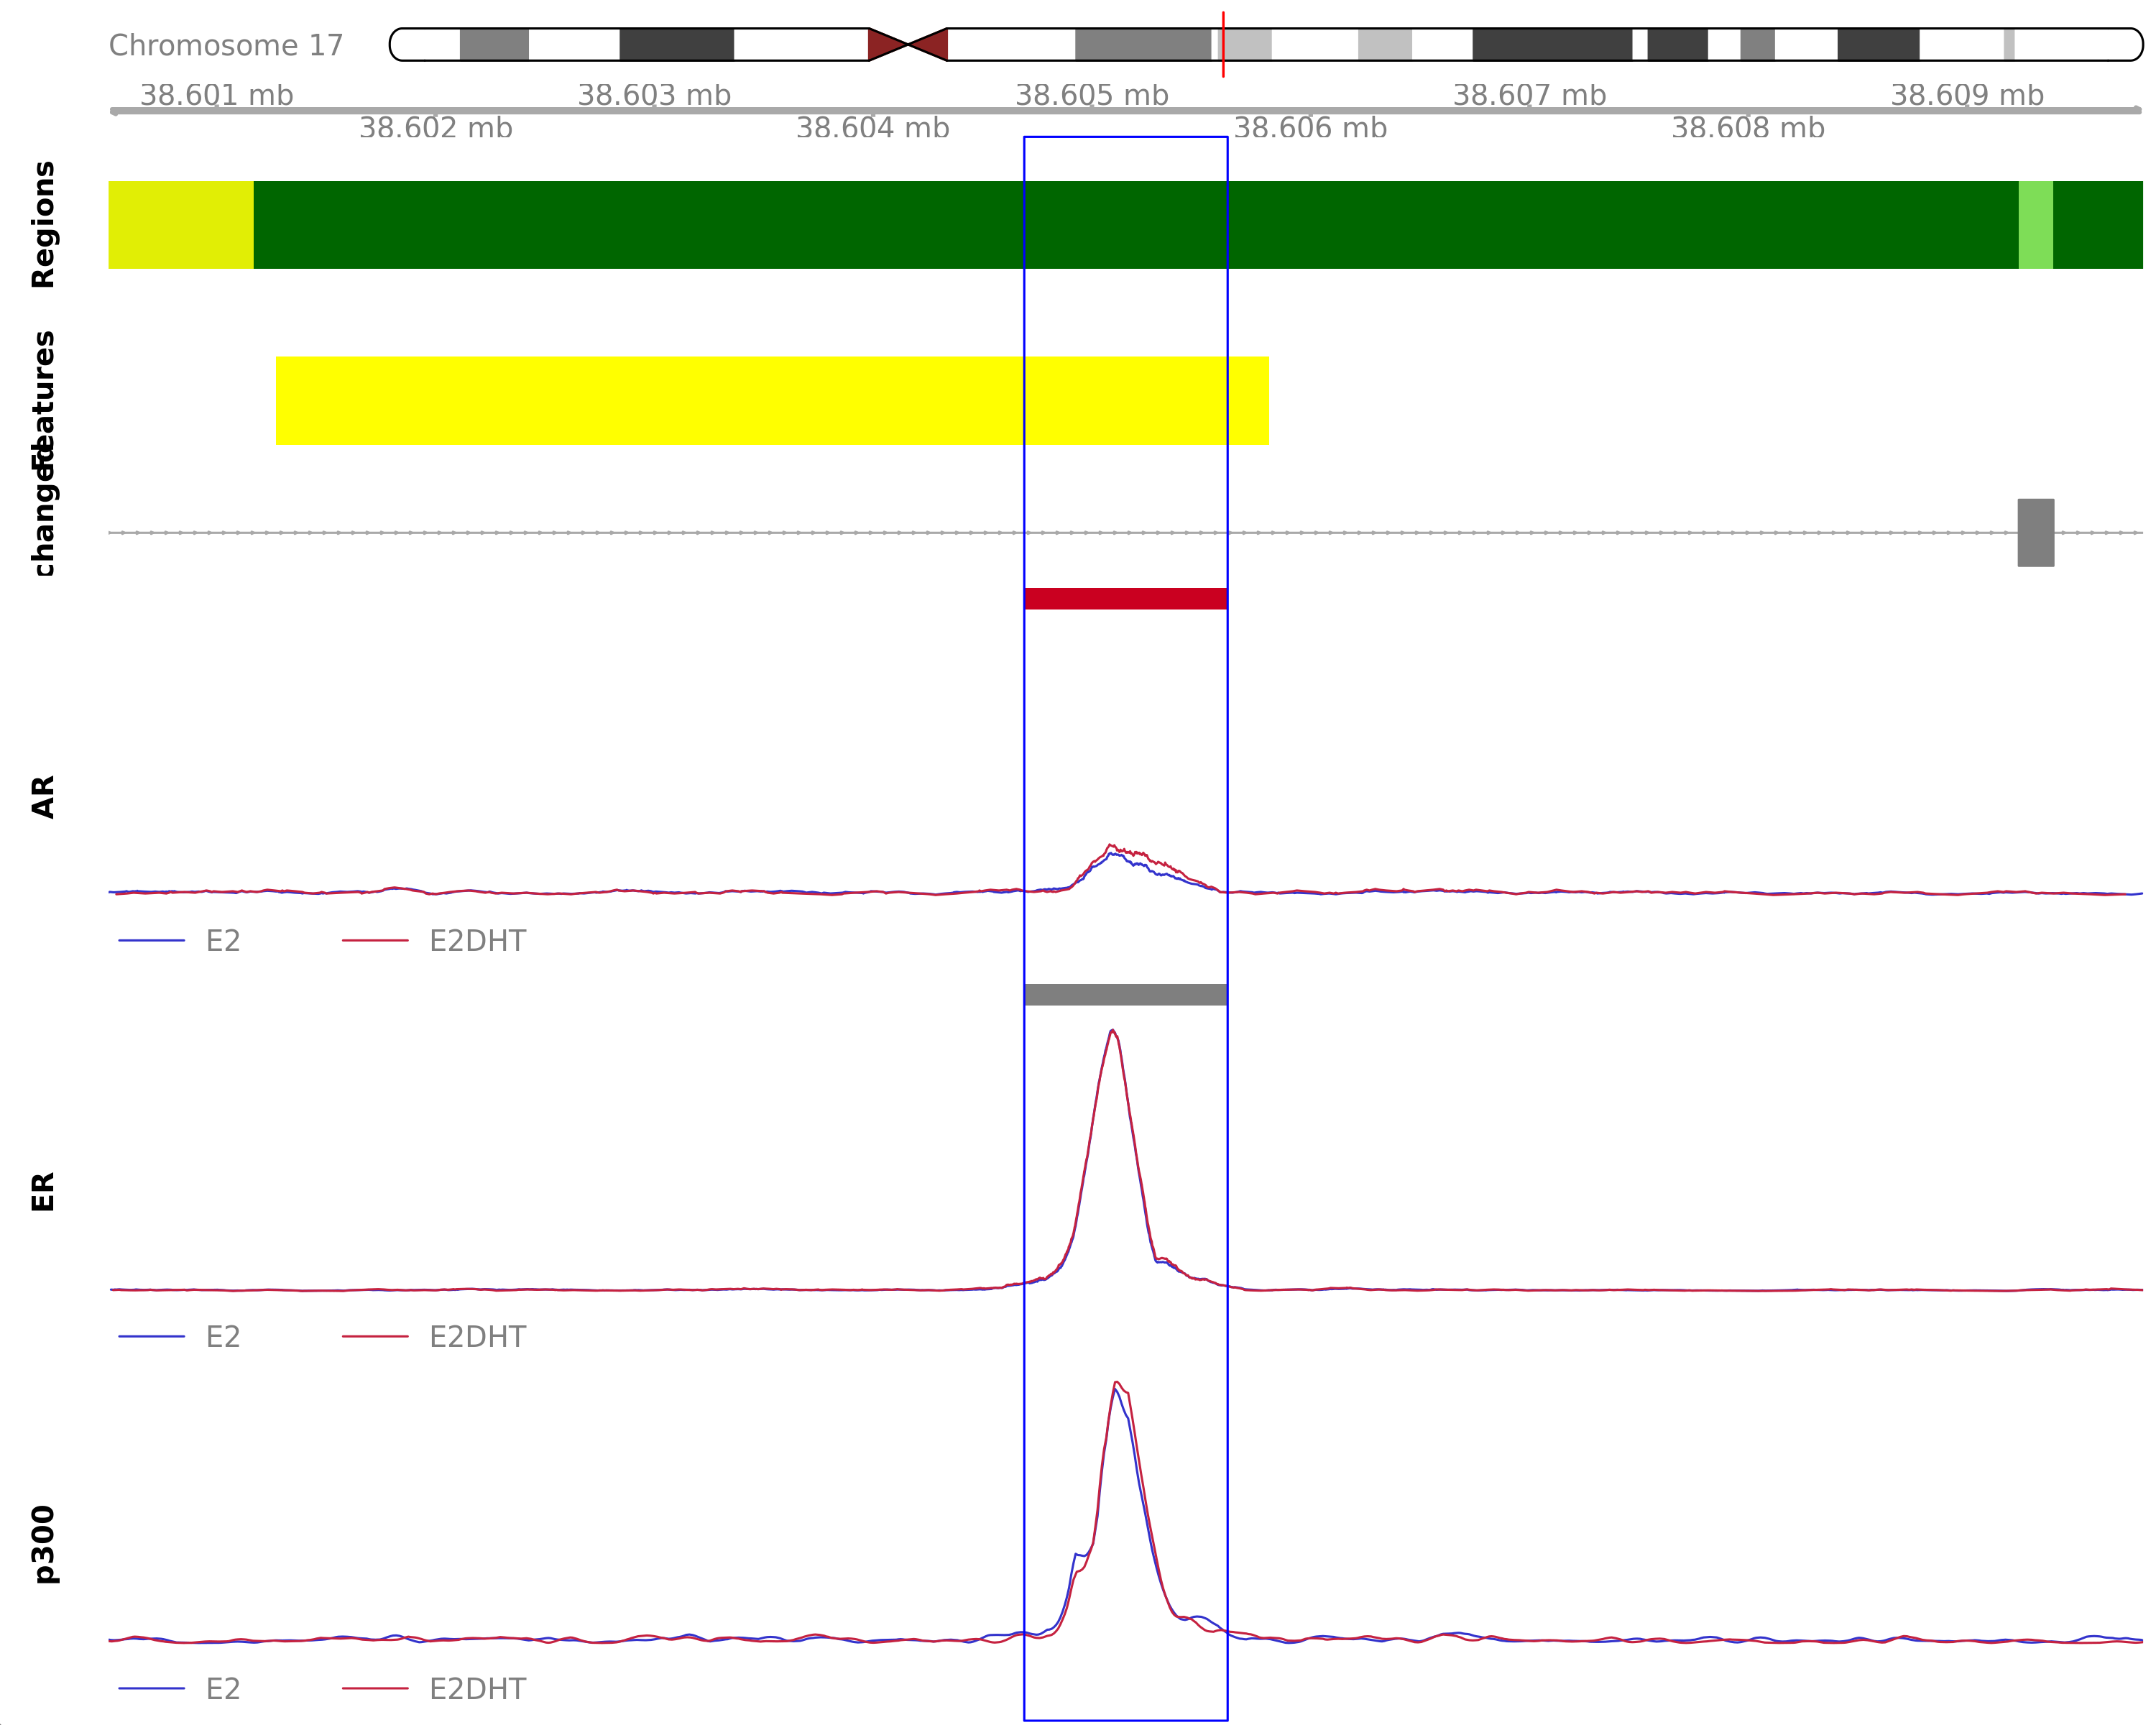 Chromosome 17
38.601 mb 38.603 mb 38.605 mb 38.607 mb 38.609 mb
38.602 mb 38.604 mb 38.606 mb 38.608 mb
Regions
Features
AR
E2 E2DHT
ER
E2 E2DHT
p300
E2 E2DHT